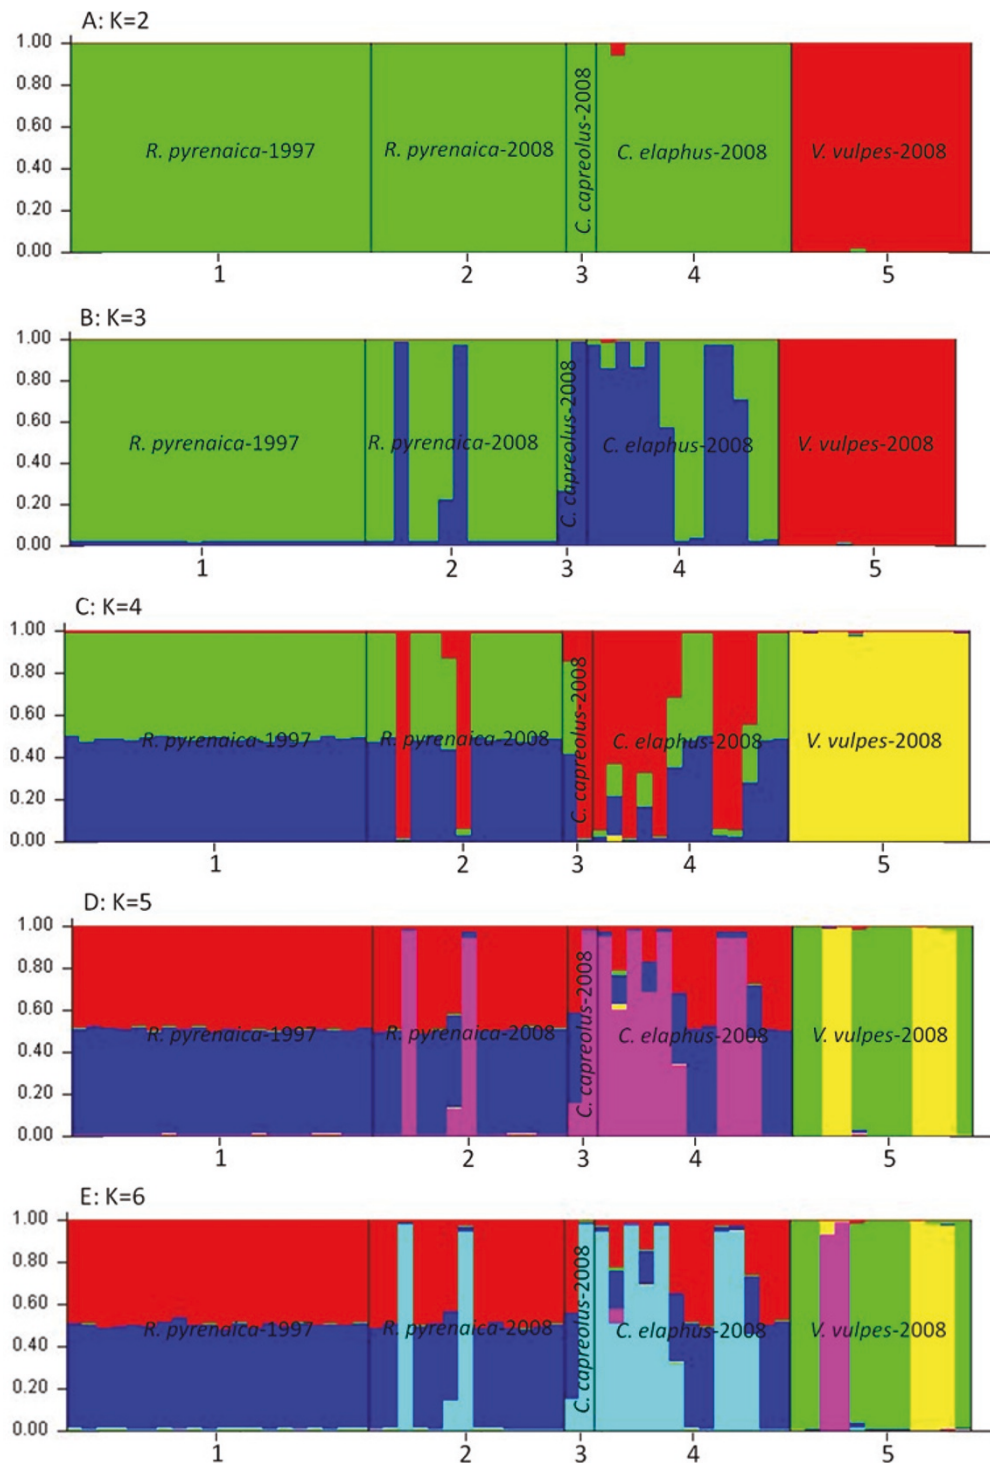 A: K=2
1.00
0.80
0.60
0.40
0.20
0.00
R. pyrenaica-1997
R. pyrenaica-2008
C. capreolus-2008
C. elaphus-2008
V. vulpes-2008
1 2 3 4 5
B: K=3
1.00
0.80
0.60
0.40
0.20
0.00
R. pyrenaica-1997
R. pyrenaica-2008
C. capreolus-2008
C. elaphus-2008
V. vulpes-2008
1 2 3 4 5
C: K=4
1.00
0.80
0.60
0.40
0.20
0.00
R. pyrenaica-1997
R. pyrenaica-2008
C. capreolus-2008
C. elaphus-2008
V. vulpes-2008
1 2 3 4 5
D: K=5
1.00
0.80
0.60
0.40
0.20
0.00
R. pyrenaica-1997
R. pyrenaica-2008
C. capreolus-2008
C. elaphus-2008
V. vulpes-2008
1 2 3 4 5
E: K=6
1.00
0.80
0.60
0.40
0.20
0.00
R. pyrenaica-1997
R. pyrenaica-2008
C. capreolus-2008
C. elaphus-2008
V. vulpes-2008
1 2 3 4 5